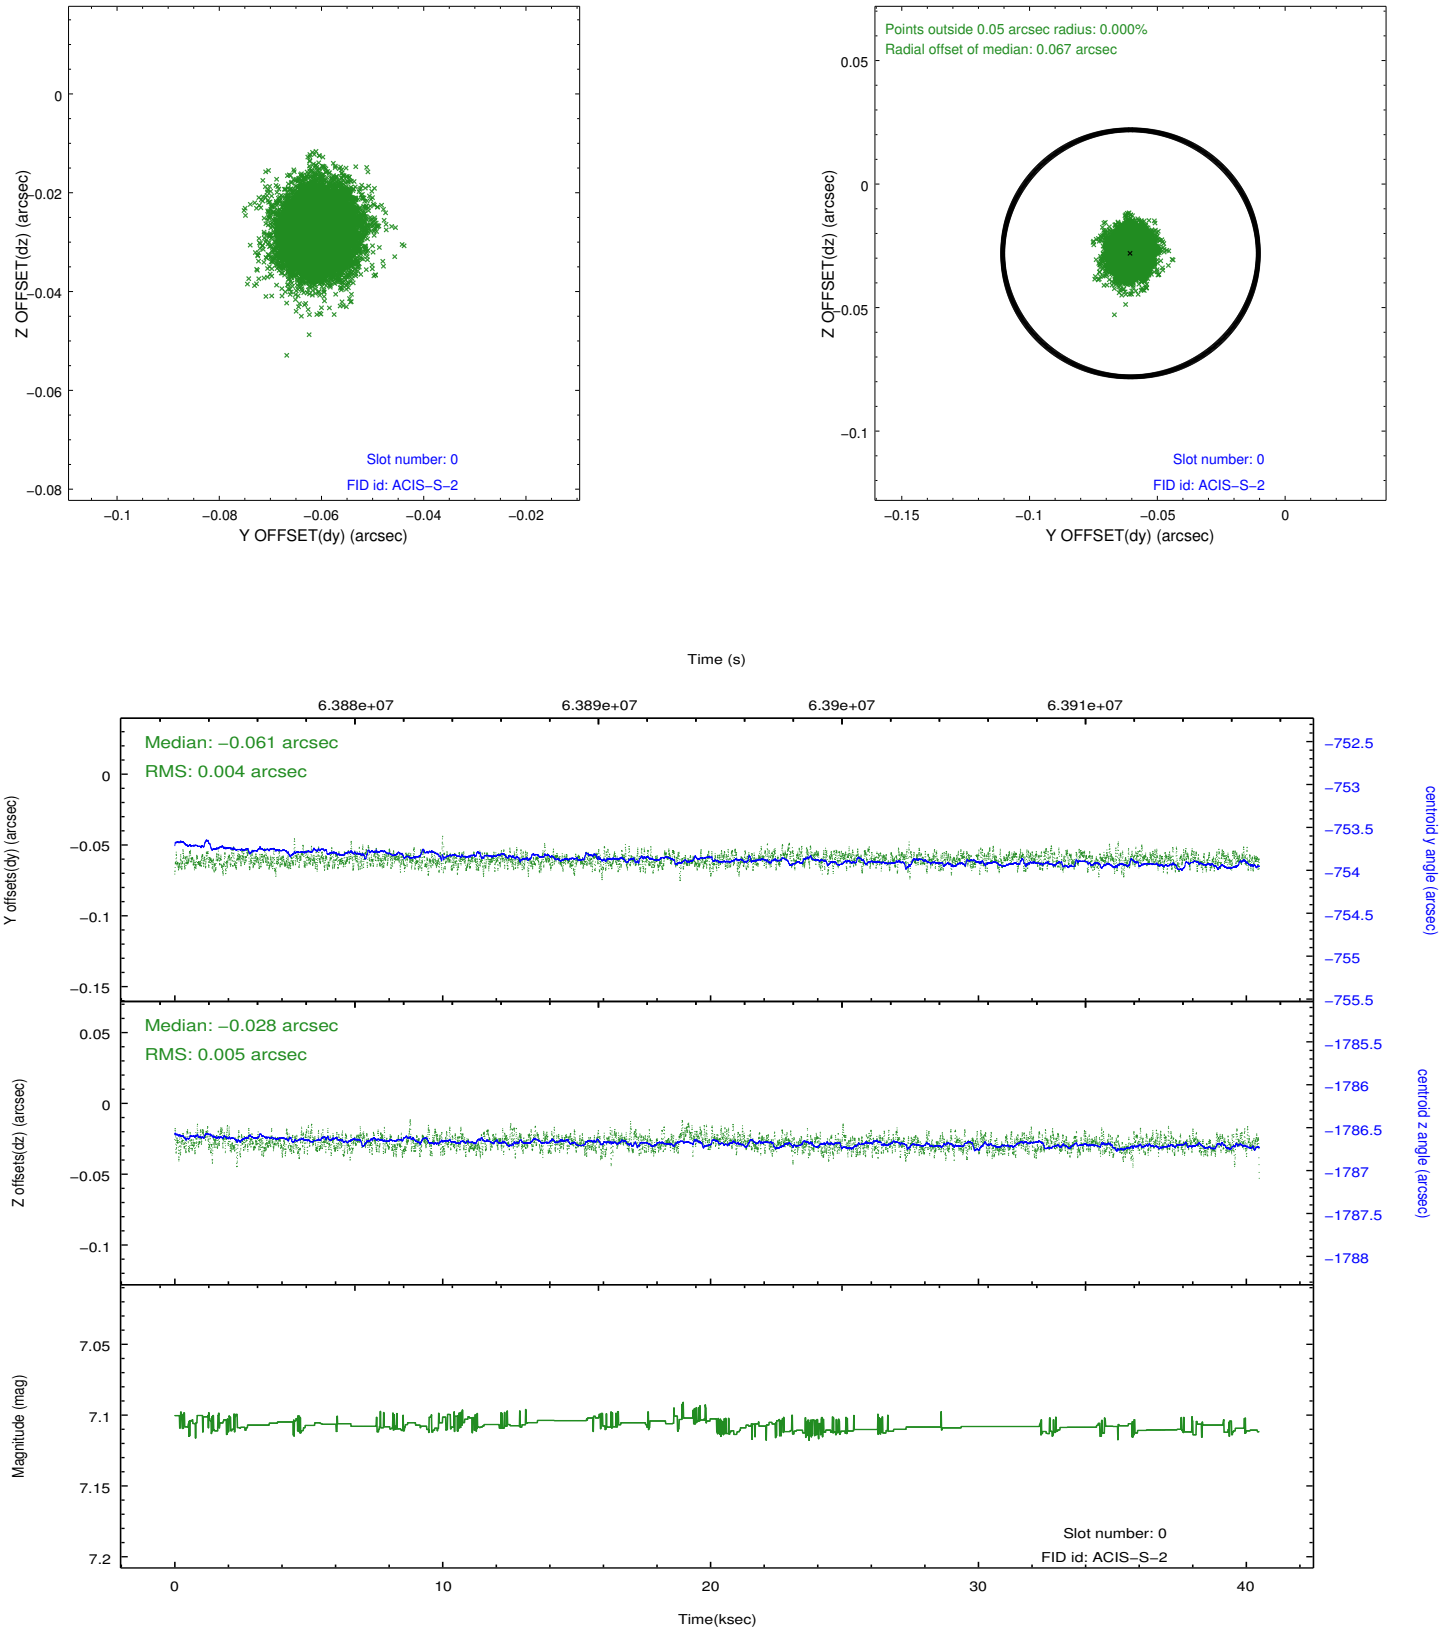 0
−0.02
−0.04
−0.06
−0.08
Z OFFSET(dz) (arcsec)
Slot number: 0
FID id: ACIS−S−2
−0.1
−0.08
−0.06
−0.04
−0.02
Y OFFSET(dy) (arcsec)
Points outside 0.05 arcsec radius: 0.000%
Radial offset of median: 0.067 arcsec
0.05
0
−0.05
−0.1
Z OFFSET(dz) (arcsec)
Slot number: 0
FID id: ACIS−S−2
−0.15
−0.1
−0.05
0
Y OFFSET(dy) (arcsec)
Time (s)
6.388e+07
6.389e+07
6.39e+07
6.391e+07
Median: −0.061 arcsec
RMS: 0.004 arcsec
0
−0.05
−0.1
−0.15
Y offsets(dy) (arcsec)
−752.5
−753
−753.5
−754
−754.5
−755
−755.5
centroid y angle (arcsec)
Median: −0.028 arcsec
RMS: 0.005 arcsec
0.05
0
−0.05
−0.1
Z offsets(dz) (arcsec)
−1785.5
−1786
−1786.5
−1787
−1787.5
−1788
centroid z angle (arcsec)
7.05
7.1
7.15
7.2
Magnitude (mag)
Slot number: 0
FID id: ACIS−S−2
0
10
20
30
40
Time(ksec)